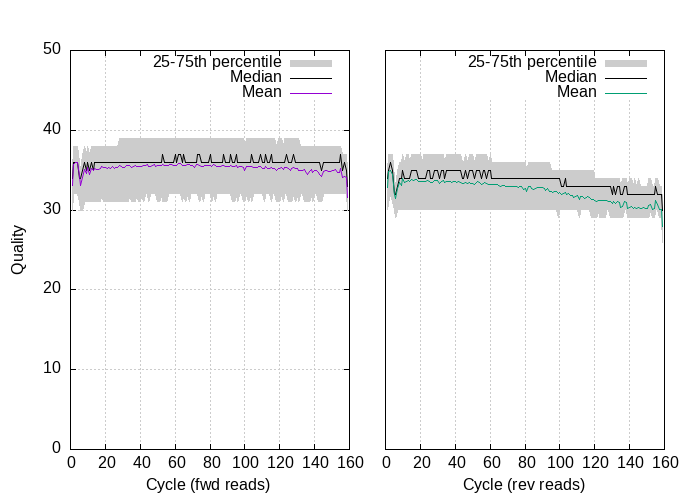 50
40
30
20
10
0
Quality
25-75th percentile
Median
Mean
0 20 40 60 80 100 120 140 160
Cycle (fwd reads)
25-75th percentile
Median
Mean
0 20 40 60 80 100 120 140 160
Cycle (rev reads)